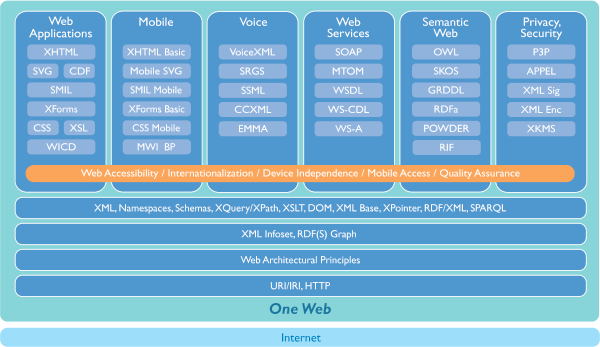 Web Applications
XHTML
SVG CDF
SMIL
XForms
CSS XSL
WICD
Mobile
XHTML Basic
Mobile SVG
SMIL Mobile
XForms Basic
CSS Mobile
MWI BP
Voice
VoiceXML
SRGS
SSML
CCXML
EMMA
Web Services
SOAP
MTOM
WSDL
WS-CDL
WS-A
Semantic Web
OWL
SKOS
GRDDL
RDFa
POWDER
RIF
Privacy, Security
P3P
APPEL
XML Sig
XML Enc
XKMS
Web Accessibility / Internationalization / Device Independence / Mobile Access / Quality Assurance
XML, Namespaces, Schemas, XQuery/XPath, XSLT, DOM, XML Base, XPointer, RDF/XML, SPARQL
XML Infoset, RDF(S) Graph
Web Architectural Principles
URI/IRI, HTTP
One Web
Internet